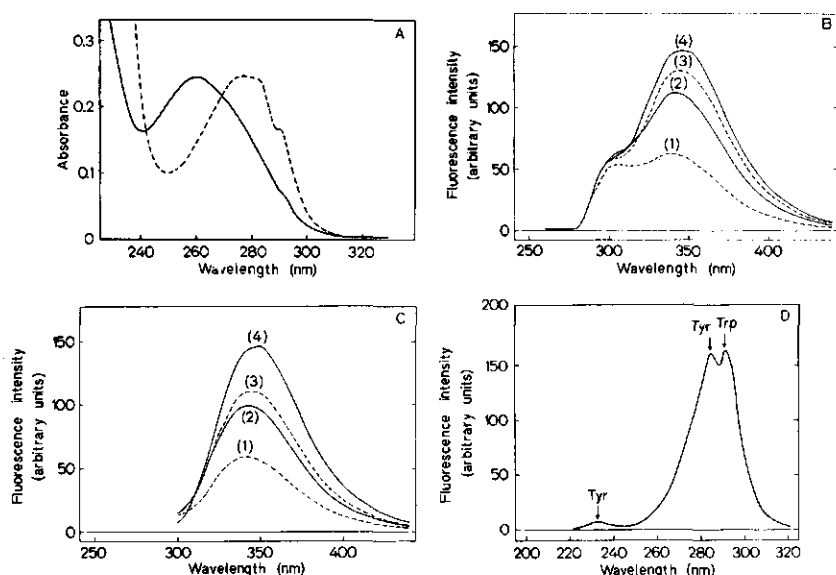 A
Absorbance
0.3
0.2
0.1
0
240 260 280 300 320
Wavelength (nm)
B
Fluorescence intensity
(arbitrary units)
150
100
50
0
(4)
(3)
(2)
(1)
250 300 350 400
Wavelength (nm)
C
Fluorescence intensity
(arbitrary units)
150
100
50
0
(4)
(3)
(2)
(1)
250 300 350 400
Wavelength (nm)
D
Fluorescence intensity
(arbitrary units)
200
150
100
50
0
Tyr Trp
Tyr
200 220 240 260 280 300 320
Wavelength (nm)